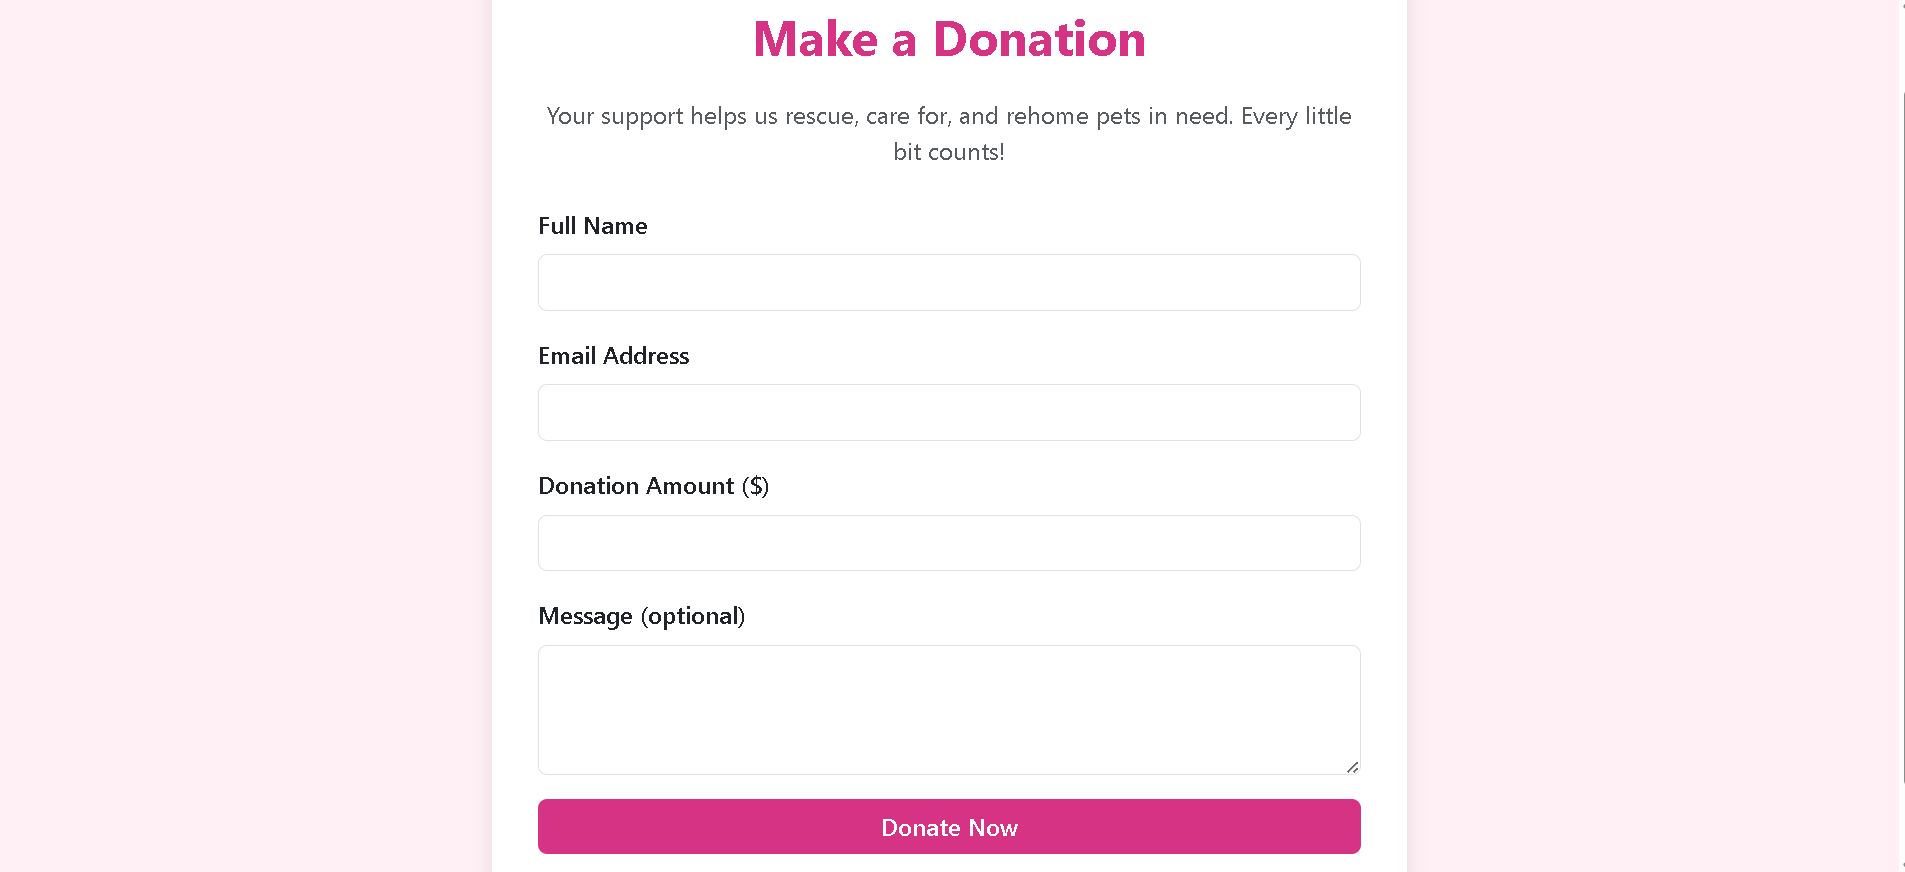 Make a Donation
Your support helps us rescue, care for, and rehome pets in need. Every little
bit counts!
Full Name
Email Address
Donation Amount ($)
Message (optional)
Donate Now